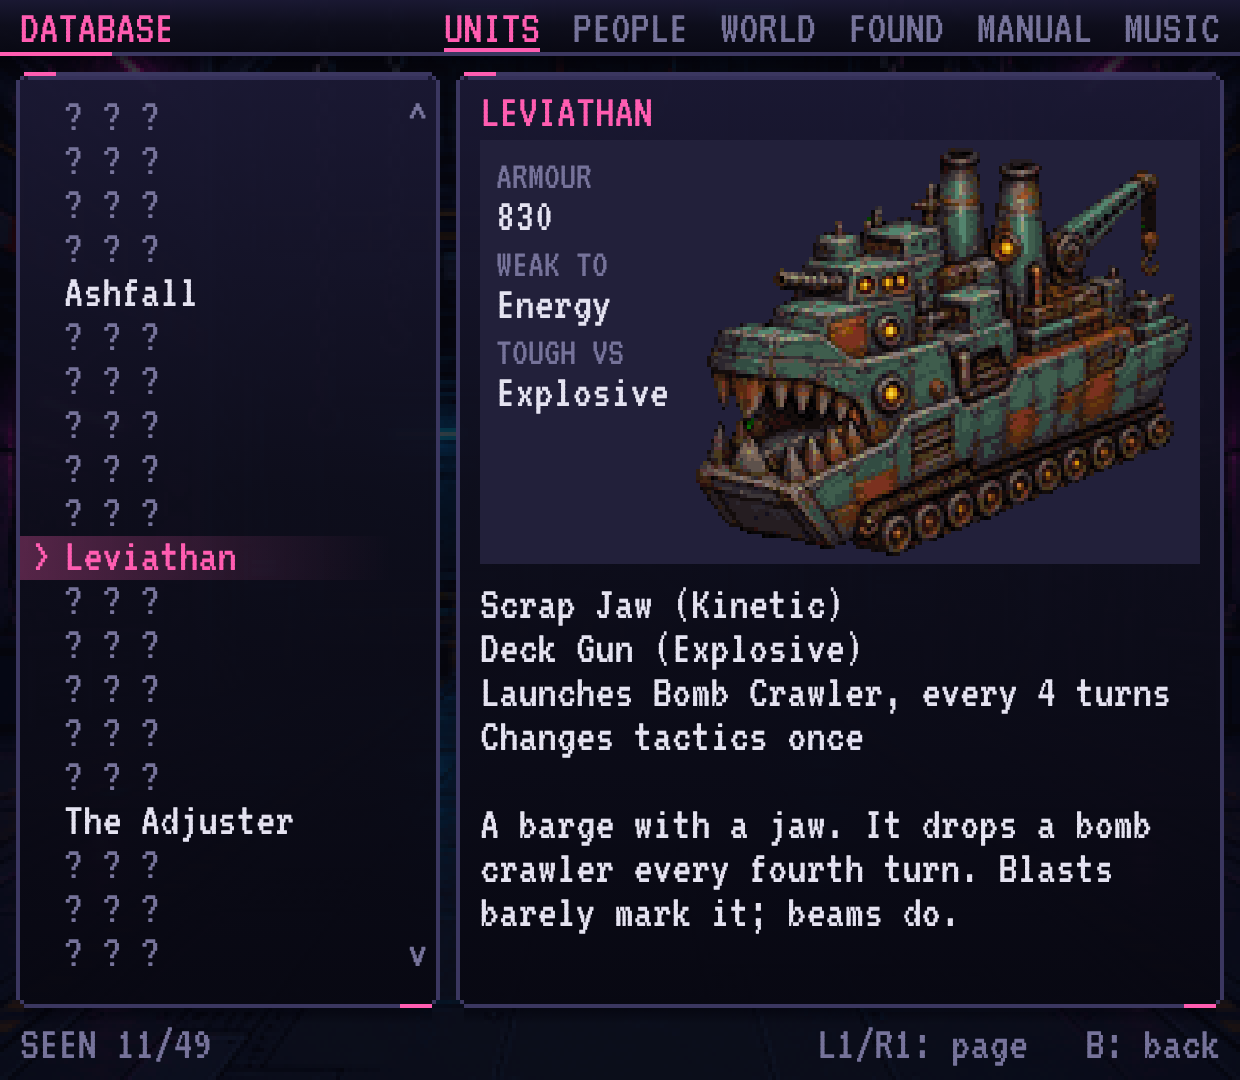 DATABASE UNITS PEOPLE WORLD FOUND MANUAL MUSIC
? ? ?
? ? ?
? ? ?
? ? ?
Ashfall
? ? ?
? ? ?
? ? ?
? ? ?
? ? ?
> Leviathan
? ? ?
? ? ?
? ? ?
? ? ?
? ? ?
The Adjuster
? ? ?
? ? ?
? ? ?
LEVIATHAN
ARMOUR
830
WEAK TO
Energy
TOUGH VS
Explosive
Scrap Jaw (Kinetic)
Deck Gun (Explosive)
Launches Bomb Crawler, every 4 turns
Changes tactics once
A barge with a jaw. It drops a bomb
crawler every fourth turn. Blasts
barely mark it; beams do.
SEEN 11/49 L1/R1: page B: back